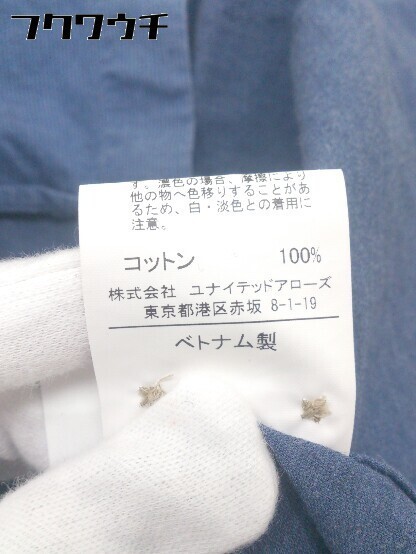 フクウウチ
す。濃色の場合、摩擦により
他の物へ色移りすることがあ
るため、白・淡色との着用に
注意。
コットン 100%
株式会社 ユナイテッドアローズ
東京都港区赤坂 8-1-19
ベトナム製